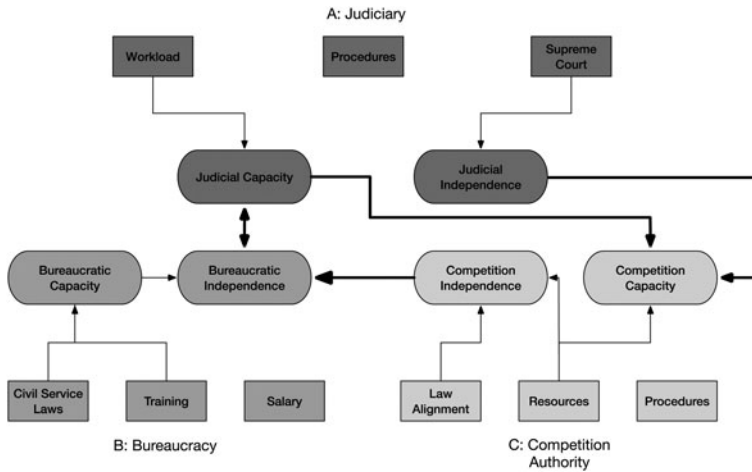 A: Judiciary
Workload
Procedures
Supreme
Court
Judicial Capacity
Judicial
Independence
Bureaucratic
Capacity
Bureaucratic
Independence
Competition
Independence
Competition
Capacity
Civil Service
Laws
Training
Salary
Law
Alignment
Resources
Procedures
B: Bureaucracy
C: Competition
Authority